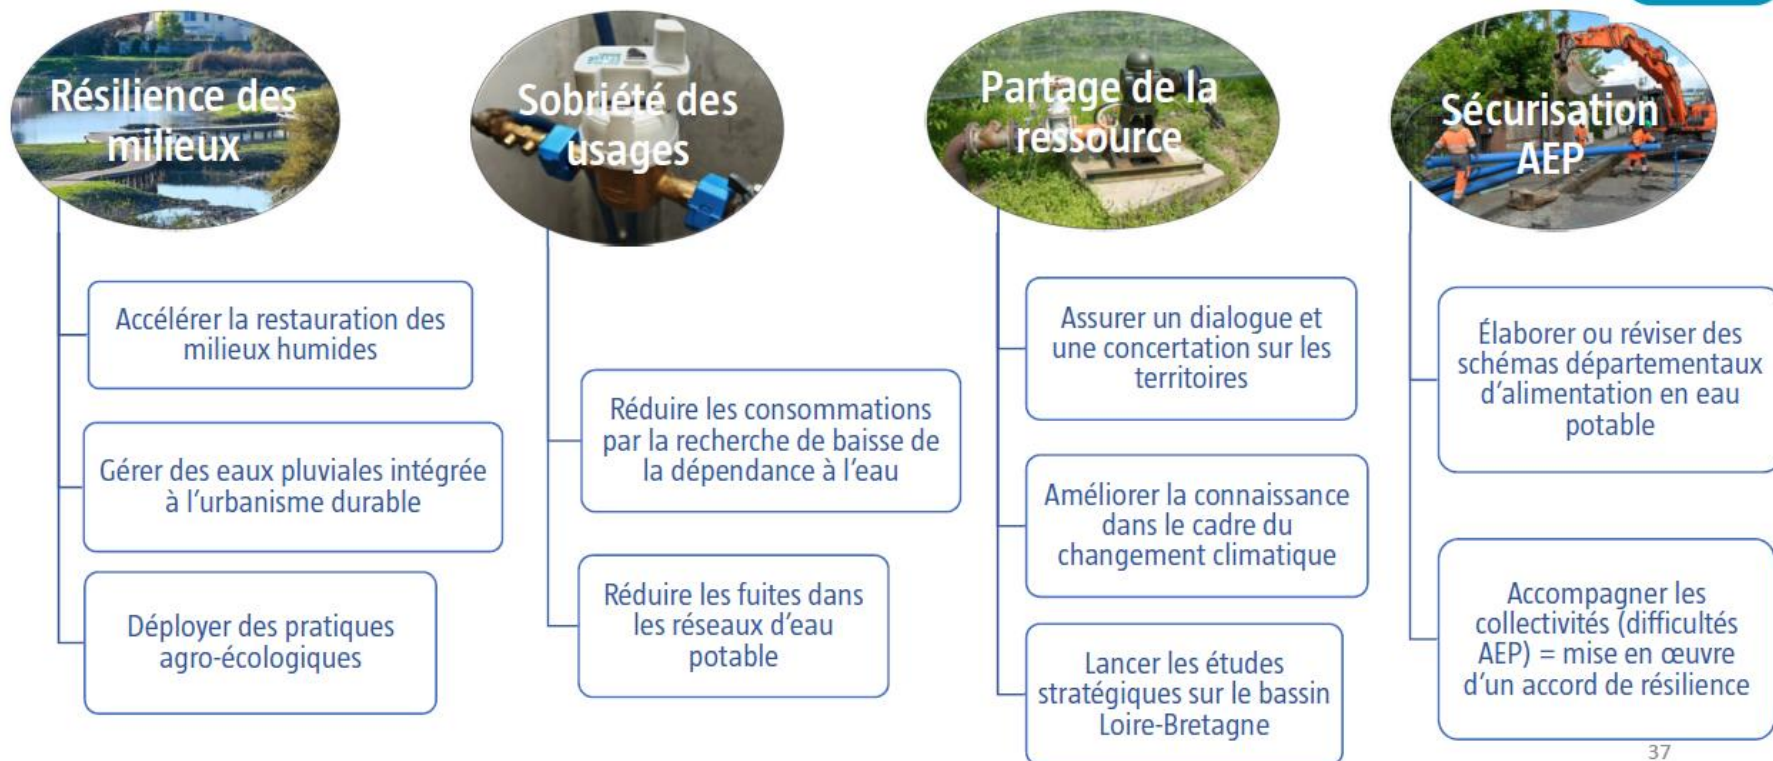 Résilience des
milieux
Accélérer la restauration des
milieux humides
Gérer des eaux pluviales intégrée
à l'urbanisme durable
Déployer des pratiques
agro-écologiques
Sobriété des
usages
Réduire les consommations
par la recherche de baisse de
la dépendance à l'eau
Réduire les fuites dans
les réseaux d'eau
potable
Partage de la
ressource
Assurer un dialogue et
une concertation sur les
territoires
Améliorer la connaissance
dans le cadre du
changement climatique
Lancer les études
stratégiques sur le bassin
Loire-Bretagne
Sécurisation
AEP
Élaborer ou réviser des
schémas départementaux
d'alimentation en eau
potable
Accompagner les
collectivités (difficultés
AEP) = mise en œuvre
d'un accord de résilience
37